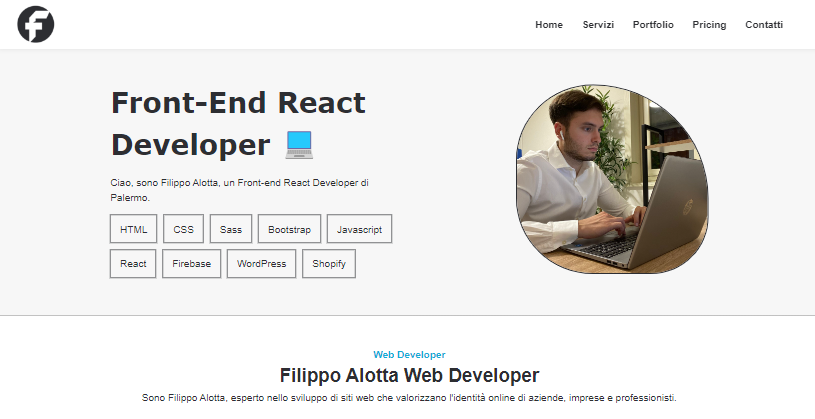 Home Servizi Portfolio Pricing Contatti
Front-End React
Developer 💻
Ciao, sono Filippo Alotta, un Front-end React Developer di
Palermo.
HTML CSS Sass Bootstrap Javascript
React Firebase WordPress Shopify
Web Developer
Filippo Alotta Web Developer
Sono Filippo Alotta, esperto nello sviluppo di siti web che valorizzano l'identità online di aziende, imprese e professionisti.